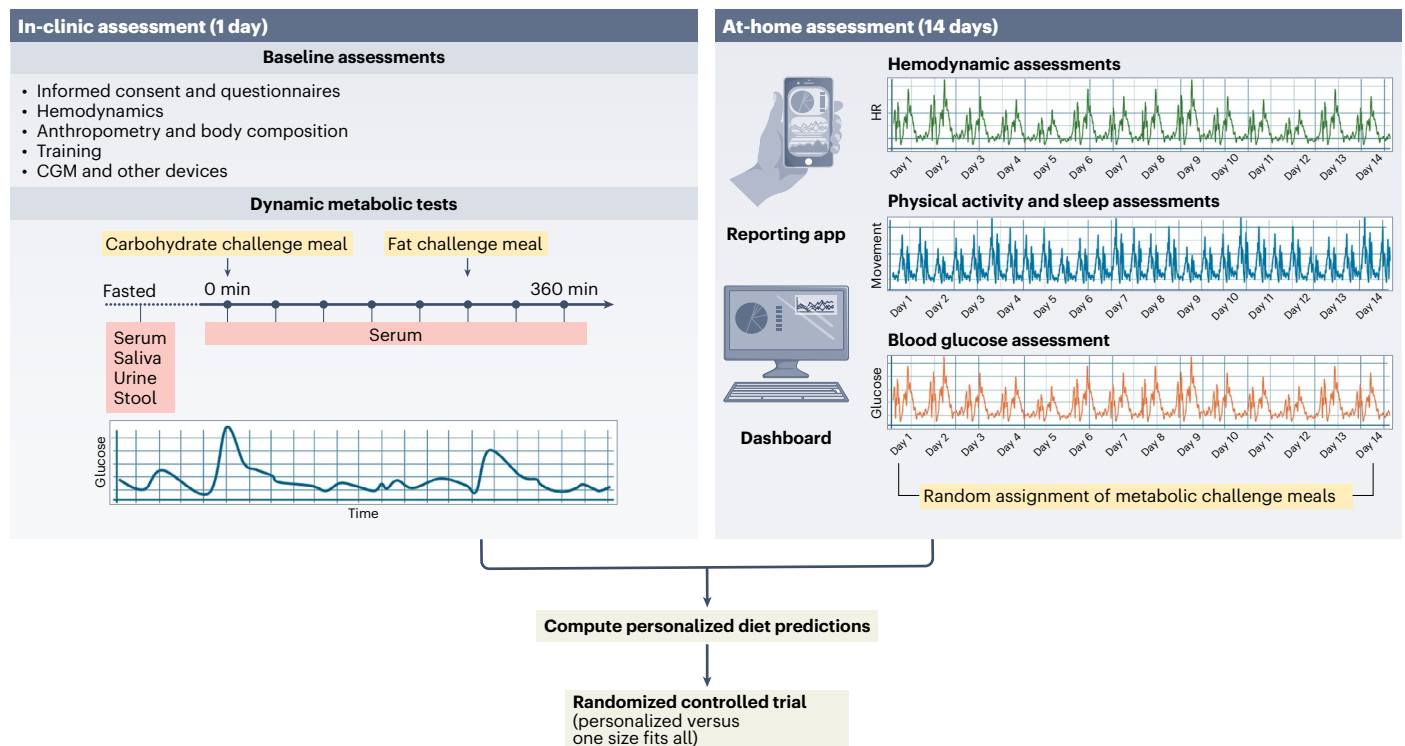 In-clinic assessment (1 day)
Baseline assessments
• Informed consent and questionnaires
• Hemodynamics
• Anthropometry and body composition
• Training
• CGM and other devices
Dynamic metabolic tests
Carbohydrate challenge meal
Fat challenge meal
Fasted
0 min
360 min
Serum
Saliva
Urine
Stool
Serum
Glucose
Time
At-home assessment (14 days)
Reporting app
Dashboard
Hemodynamic assessments
HR
Day 1 Day 2 Day 3 Day 4 Day 5 Day 6 Day 7 Day 8 Day 9 Day 10 Day 11 Day 12 Day 13 Day 14
Physical activity and sleep assessments
Movement
Day 1 Day 2 Day 3 Day 4 Day 5 Day 6 Day 7 Day 8 Day 9 Day 10 Day 11 Day 12 Day 13 Day 14
Blood glucose assessment
Glucose
Day 1 Day 2 Day 3 Day 4 Day 5 Day 6 Day 7 Day 8 Day 9 Day 10 Day 11 Day 12 Day 13 Day 14
Random assignment of metabolic challenge meals
Compute personalized diet predictions
Randomized controlled trial
(personalized versus
one size fits all)